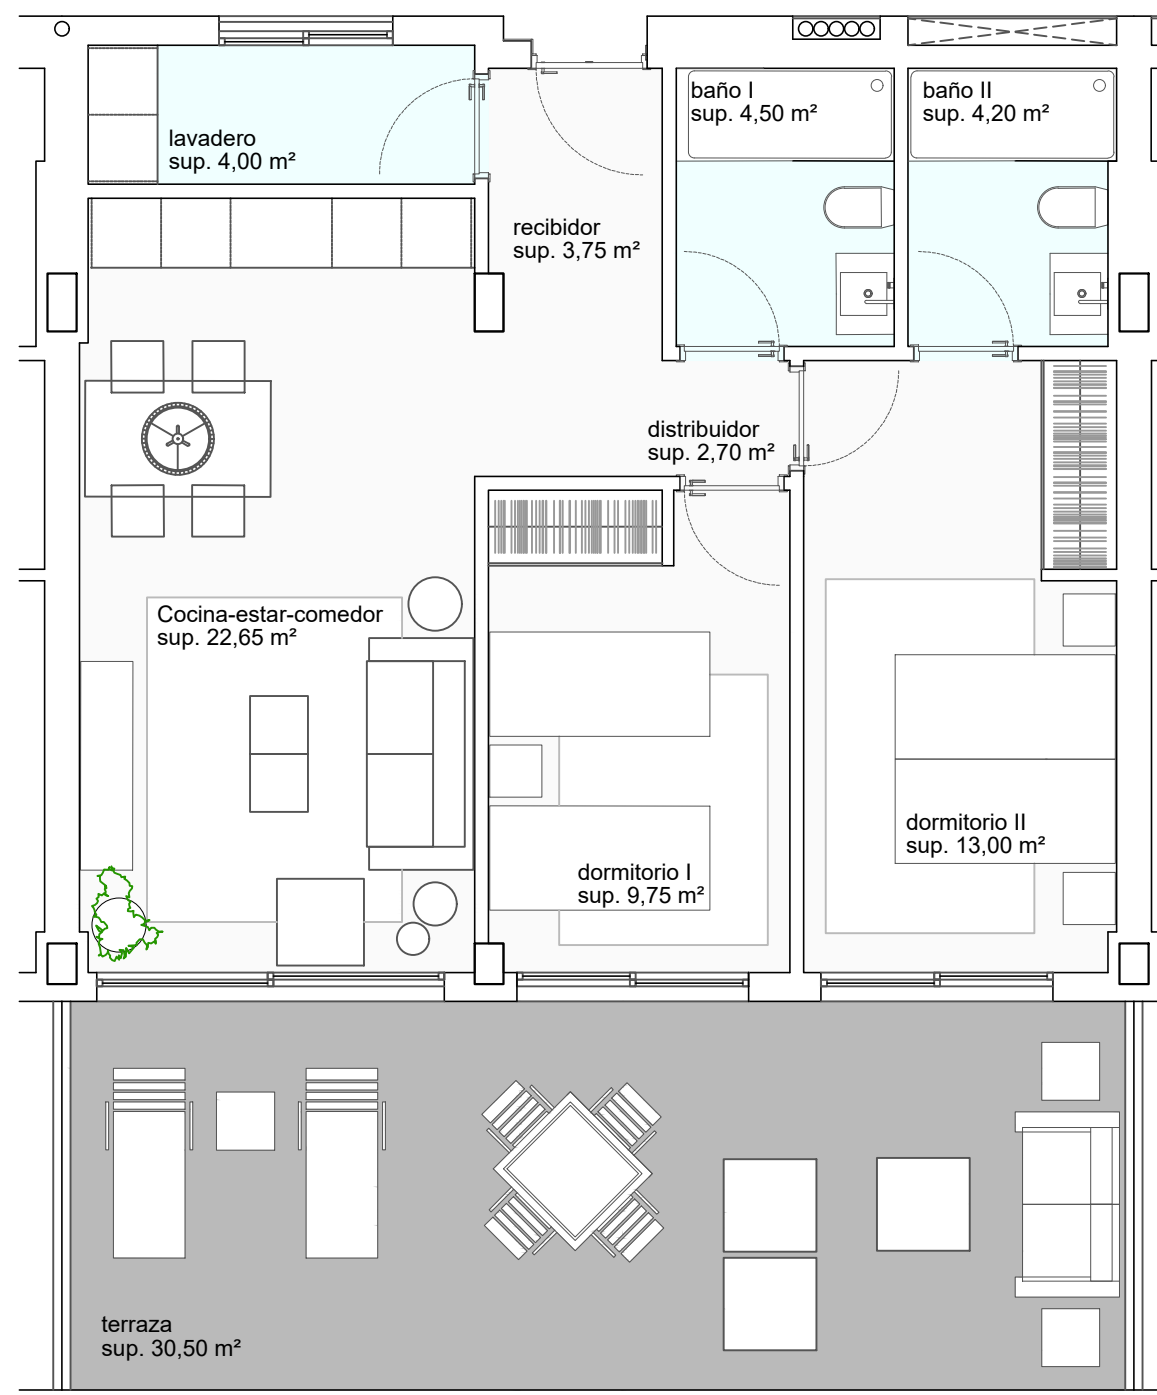 baño I
sup. 4,50 m²
baño II
sup. 4,20 m²
lavadero
sup. 4,00 m²
recibidor
sup. 3,75 m²
distribuidor
sup. 2,70 m²
Cocina-estar-comedor
sup. 22,65 m²
dormitorio II
sup. 13,00 m²
dormitorio I
sup. 9,75 m²
terraza
sup. 30,50 m²